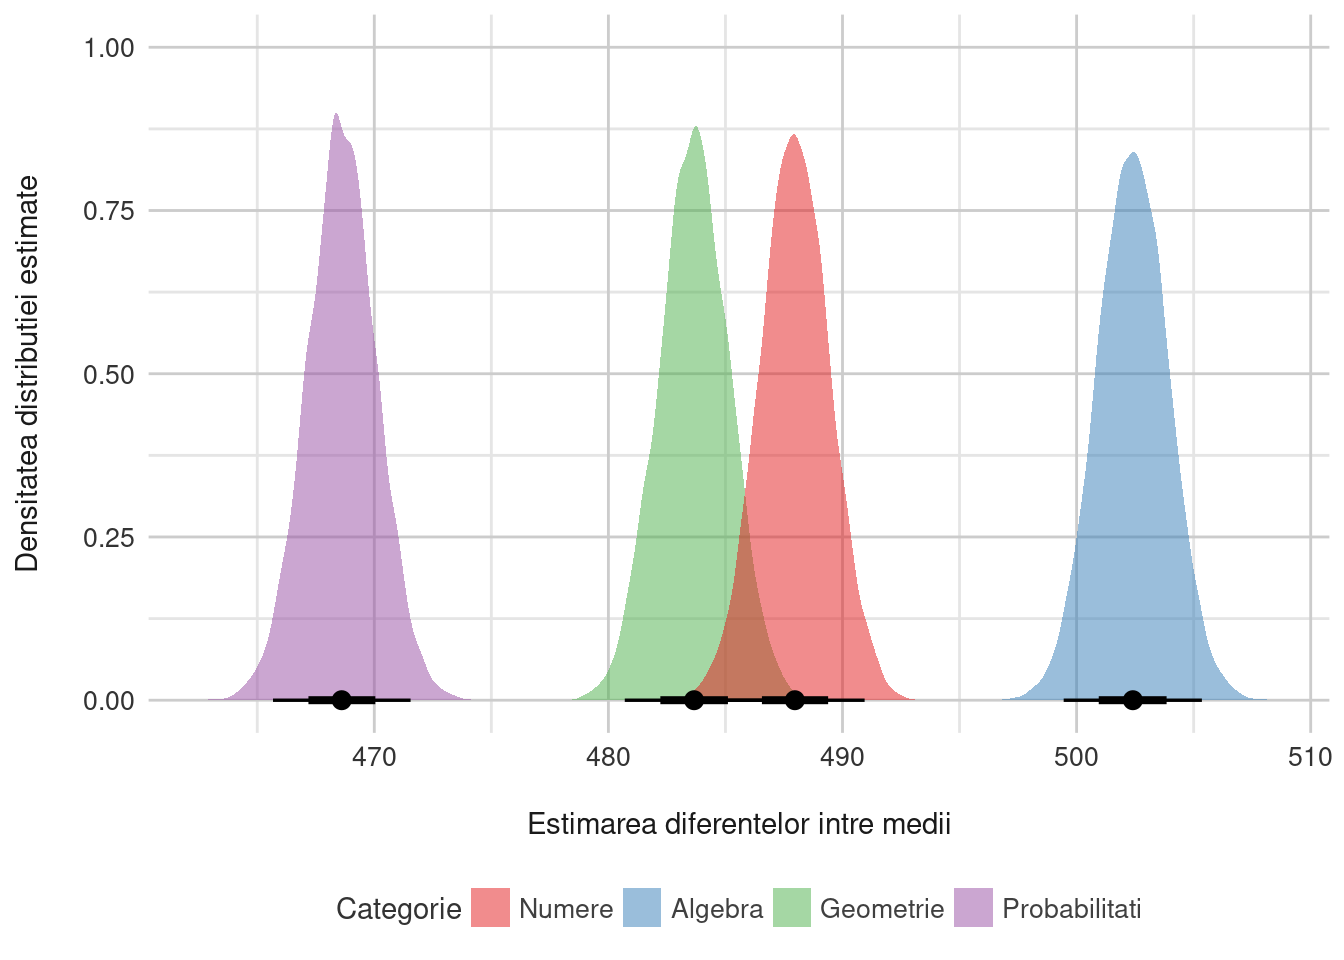 Densitatea distributiei estimate
1.00
0.75
0.50
0.25
0.00
470 480 490 500 510
Estimarea diferentelor intre medii
Categorie Numere Algebra Geometrie Probabilitati